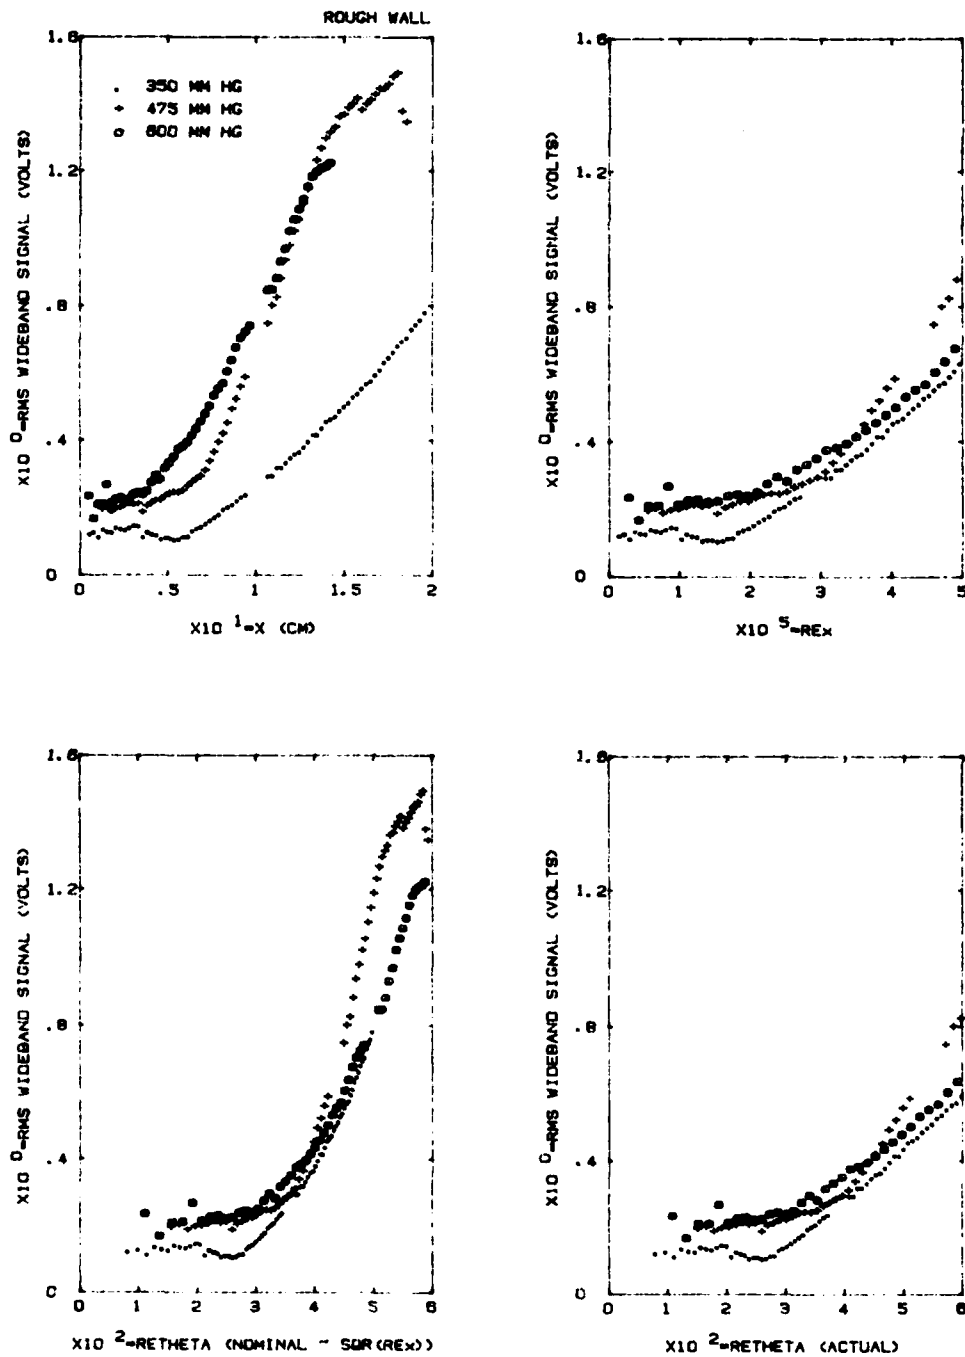 ROUGH WALL
1.6
1.2
.8
.4
0
. 350 MM HG
+ 475 MM HG
o 600 MM HG
X10 0-RMS WIDEBAND SIGNAL (VOLTS)
0 .5 1 1.5 2
X10 1-X (CM)
1.6
1.2
.8
.4
0
X10 0-RMS WIDEBAND SIGNAL (VOLTS)
0 1 2 3 4 5
X10 5-REx
1.6
1.2
.8
.4
0
X10 0-RMS WIDEBAND SIGNAL (VOLTS)
0 1 2 3 4 5 6
X10 2-RETHETA (NOMINAL ~ SQR(REx))
1.6
1.2
.8
.4
0
X10 0-RMS WIDEBAND SIGNAL (VOLTS)
0 1 2 3 4 5 6
X10 2-RETHETA (ACTUAL)